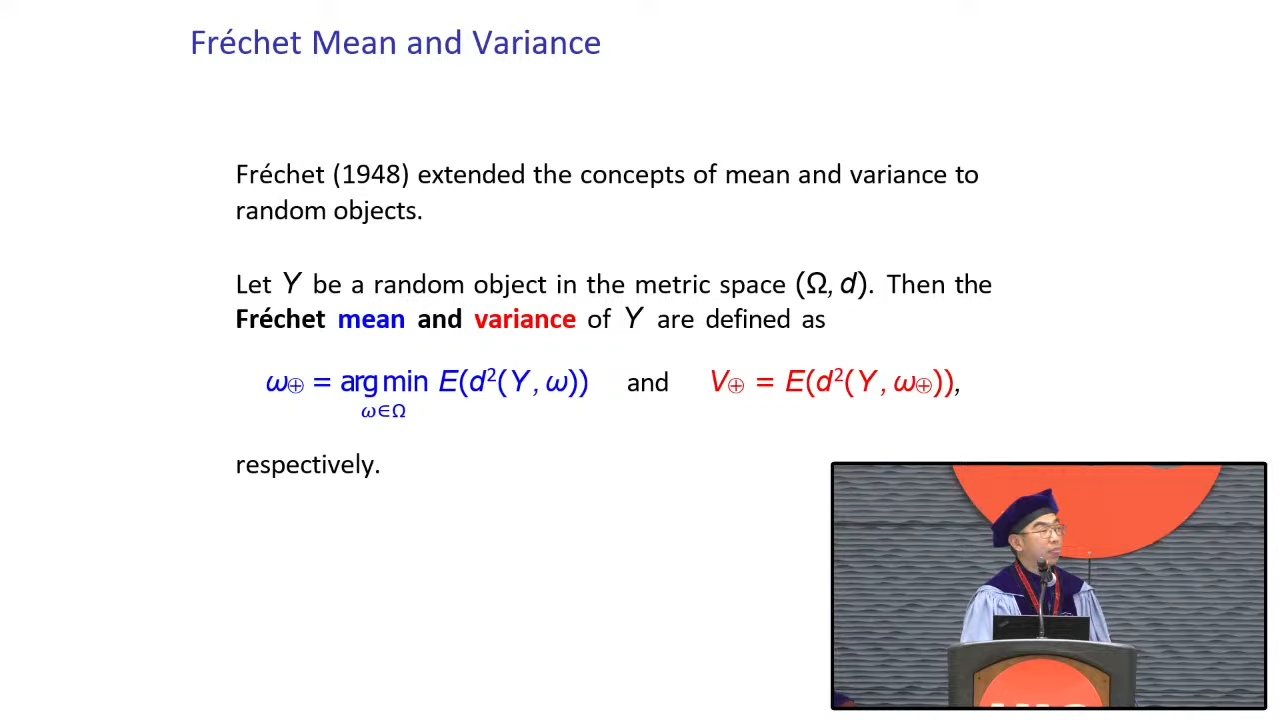 Fréchet Mean and Variance
Fréchet (1948) extended the concepts of mean and variance to
random objects.
Let Y be a random object in the metric space (Ω, d). Then the
Fréchet mean and variance of Y are defined as
ω⊕ = argmin E(d²(Y, ω)) and V⊕ = E(d²(Y, ω⊕)),
ω∈Ω
respectively.